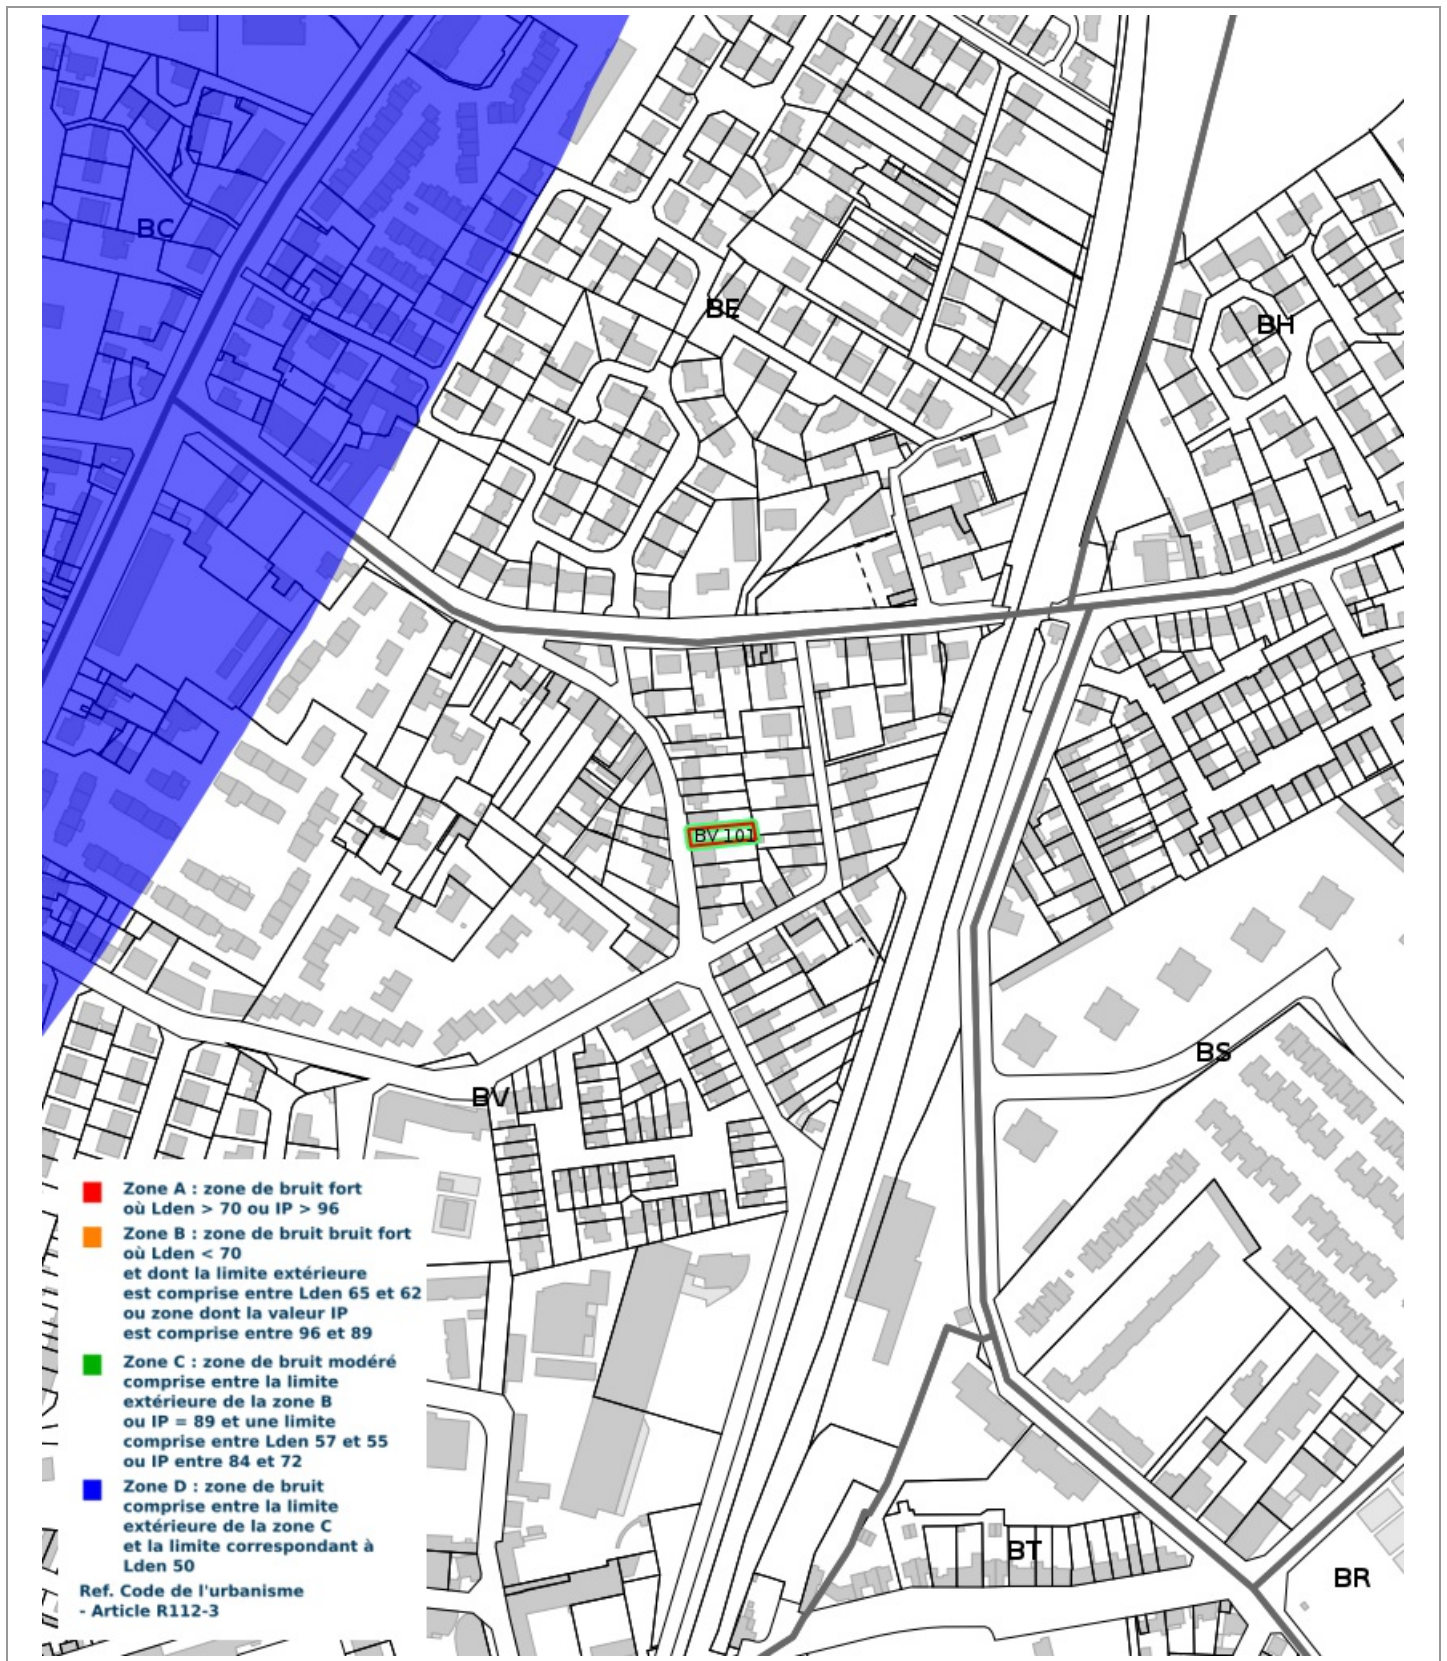 BC
BE
BH
BV 101
BS
BV
Zone A : zone de bruit fort
où Lden > 70 ou IP > 96
Zone B : zone de bruit bruit fort
où Lden < 70
et dont la limite extérieure
est comprise entre Lden 65 et 62
ou zone dont la valeur IP
est comprise entre 96 et 89
Zone C : zone de bruit modéré
comprise entre la limite
extérieure de la zone B
ou IP = 89 et une limite
comprise entre Lden 57 et 55
ou IP entre 84 et 72
Zone D : zone de bruit
comprise entre la limite
extérieure de la zone C
et la limite correspondant à
Lden 50
Ref. Code de l'urbanisme
- Article R112-3
BT
BR